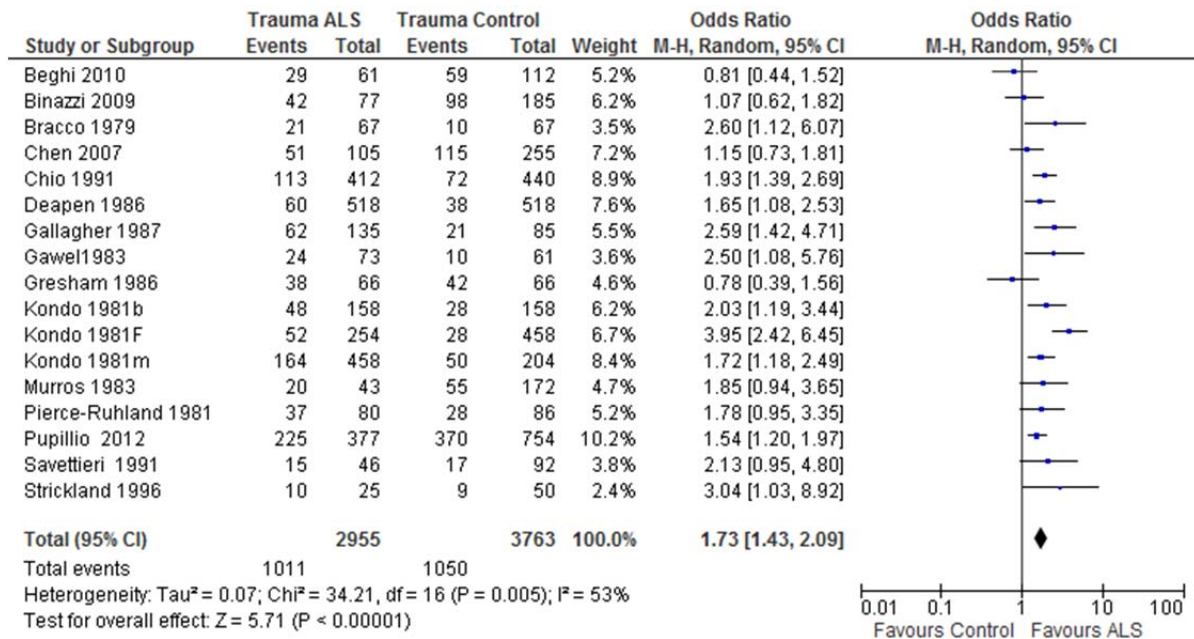 Trauma ALS Trauma Control Odds Ratio Odds Ratio
Study or Subgroup Events Total Events Total Weight M-H, Random, 95% CI M-H, Random, 95% CI
Beghi 2010 29 61 59 112 5.2% 0.81 [0.44, 1.52]
Binazzi 2009 42 77 98 185 6.2% 1.07 [0.62, 1.82]
Bracco 1979 21 67 10 67 3.5% 2.60 [1.12, 6.07]
Chen 2007 51 105 115 255 7.2% 1.15 [0.73, 1.81]
Chio 1991 113 412 72 440 8.9% 1.93 [1.39, 2.69]
Deapen 1986 60 518 38 518 7.6% 1.65 [1.08, 2.53]
Gallagher 1987 62 135 21 85 5.5% 2.59 [1.42, 4.71]
Gawel1983 24 73 10 61 3.6% 2.50 [1.08, 5.76]
Gresham 1986 38 66 42 66 4.6% 0.78 [0.39, 1.56]
Kondo 1981b 48 158 28 158 6.2% 2.03 [1.19, 3.44]
Kondo 1981F 52 254 28 458 6.7% 3.95 [2.42, 6.45]
Kondo 1981m 164 458 50 204 8.4% 1.72 [1.18, 2.49]
Murros 1983 20 43 55 172 4.7% 1.85 [0.94, 3.65]
Pierce-Ruhland 1981 37 80 28 86 5.2% 1.78 [0.95, 3.35]
Pupillio 2012 225 377 370 754 10.2% 1.54 [1.20, 1.97]
Savettieri 1991 15 46 17 92 3.8% 2.13 [0.95, 4.80]
Strickland 1996 10 25 9 50 2.4% 3.04 [1.03, 8.92]
Total (95% CI) 2955 3763 100.0% 1.73 [1.43, 2.09]
Total events 1011 1050
Heterogeneity: Tau² = 0.07; Chi² = 34.21, df = 16 (P = 0.005); I² = 53%
Test for overall effect: Z = 5.71 (P < 0.00001)
0.01 0.1 1 10 100
Favours Control Favours ALS